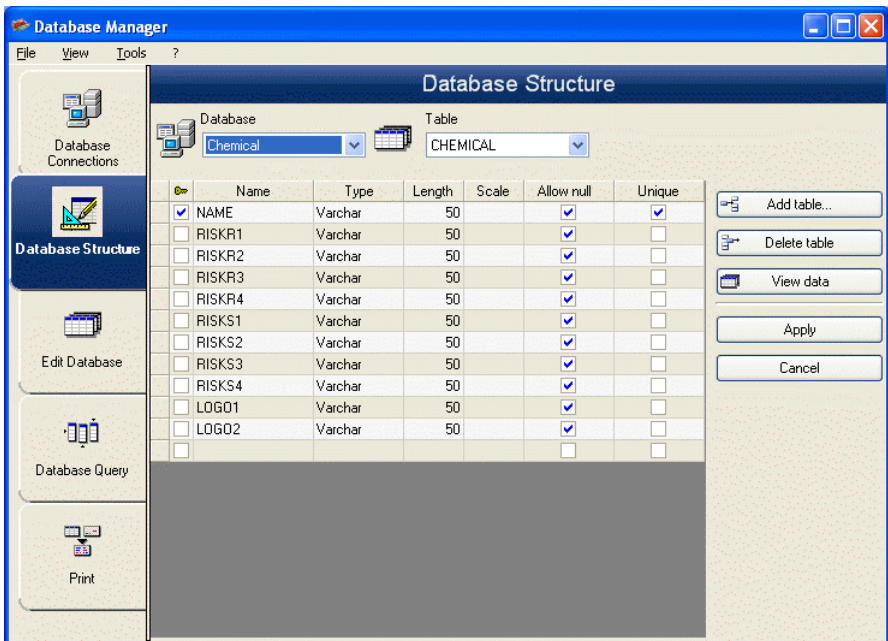 Database Manager
File View Tools ?
Database Structure
Database Connections
Database Structure
Edit Database
Database Query
Print
Database
Chemical
Table
CHEMICAL
Name Type Length Scale Allow null Unique
NAME Varchar 50
RISKR1 Varchar 50
RISKR2 Varchar 50
RISKR3 Varchar 50
RISKR4 Varchar 50
RISKS1 Varchar 50
RISKS2 Varchar 50
RISKS3 Varchar 50
RISKS4 Varchar 50
LOGO1 Varchar 50
LOGO2 Varchar 50
Add table...
Delete table
View data
Apply
Cancel